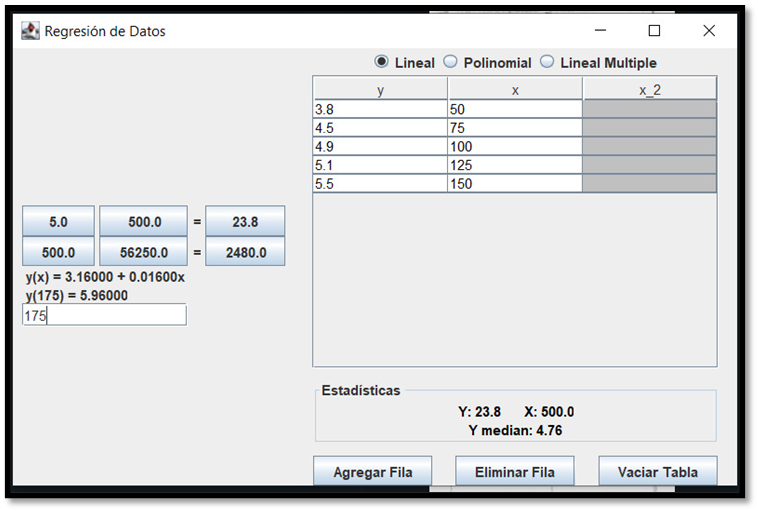 Regresión de Datos
Lineal Polinomial Lineal Multiple
y x x_2
3.8 50
4.5 75
4.9 100
5.1 125
5.5 150
5.0 500.0 = 23.8
500.0 56250.0 = 2480.0
y(x) = 3.16000 + 0.01600x
y(175) = 5.96000
175
Estadísticas
Y: 23.8 X: 500.0
Y median: 4.76
Agregar Fila Eliminar Fila Vaciar Tabla